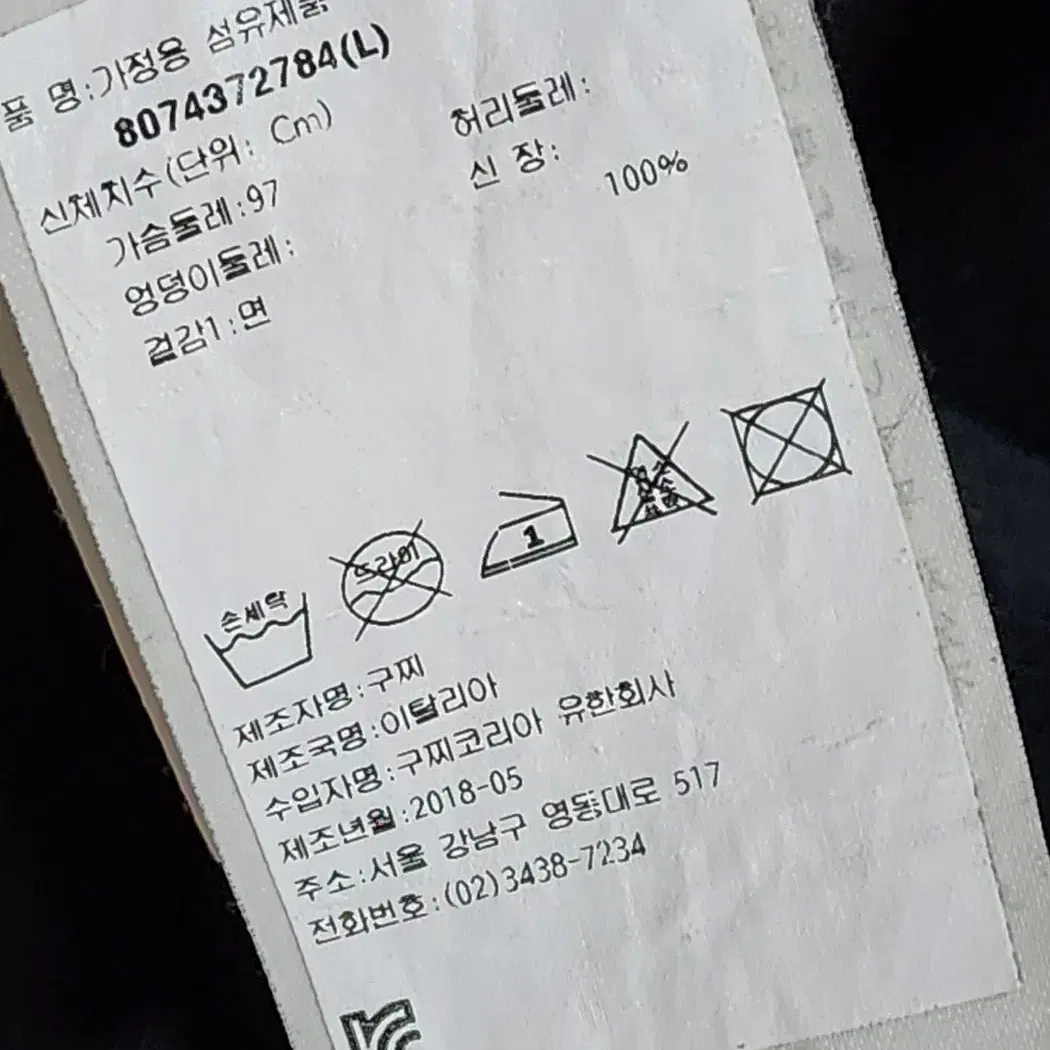 품 명:가정용 섬유제품
8074372784(L)
신체치수(단위: Cm)
허리둘레:
가슴둘레:97
신 장:
엉덩이둘레:
100%
겉감1:면
손세탁
드라이
1
제조자명:구찌
제조국명:이탈리아
수입자명:구찌코리아 유한회사
제조년월:2018-05
주소:서울 강남구 영동대로 517
전화번호:(02)3438-7234